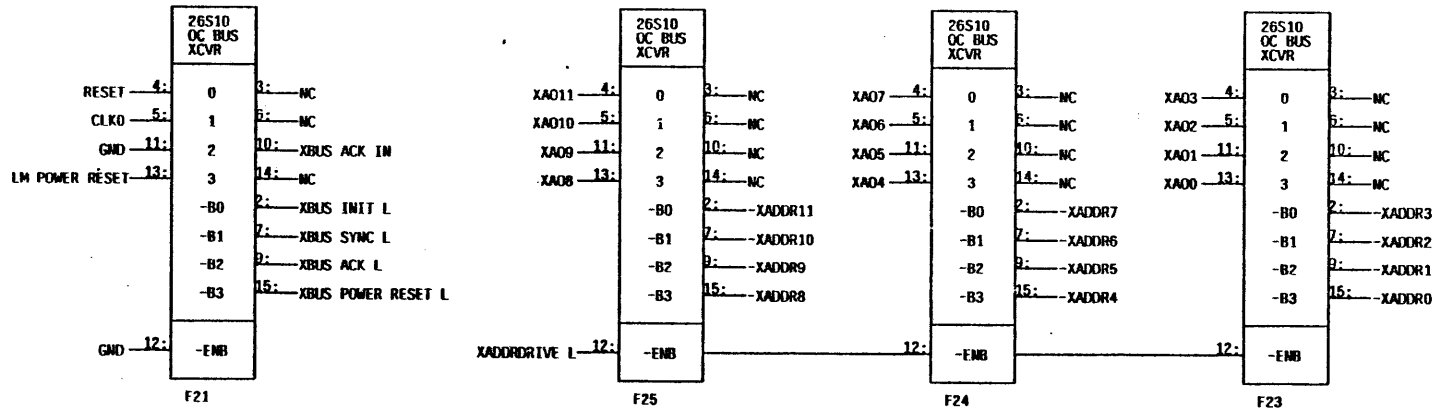 26S10 26S10 26S10 26S10
OC BUS OC BUS OC BUS OC BUS
XCVR XCVR XCVR XCVR
RESET 4: 0 3: NC XAO11 4: 0 3: NC XAO7 4: 0 3: NC XAO3 4: 0 3: NC
CLK0 5: 1 6: NC XAO10 5: 1 6: NC XAO6 5: 1 6: NC XAO2 5: 1 6: NC
GND 11: 2 10: XBUS ACK IN XAO9 11: 2 10: NC XAO5 11: 2 10: NC XAO1 11: 2 10: NC
LM POWER RESET 13: 3 14: NC XAO8 13: 3 14: NC XAO4 13: 3 14: NC XAO0 13: 3 14: NC
-B0 2: XBUS INIT L -B0 2: -XADDR11 -B0 2: -XADDR7 -B0 2: -XADDR3
-B1 7: XBUS SYNC L -B1 7: -XADDR10 -B1 7: -XADDR6 -B1 7: -XADDR2
-B2 9: XBUS ACK L -B2 9: -XADDR9 -B2 9: -XADDR5 -B2 9: -XADDR1
-B3 15: XBUS POWER RESET L -B3 15: -XADDR8 -B3 15: -XADDR4 -B3 15: -XADDR0
GND 12: -ENB XADDRDRIVE L 12: -ENB 12: -ENB 12: -ENB
F21 F25 F24 F23